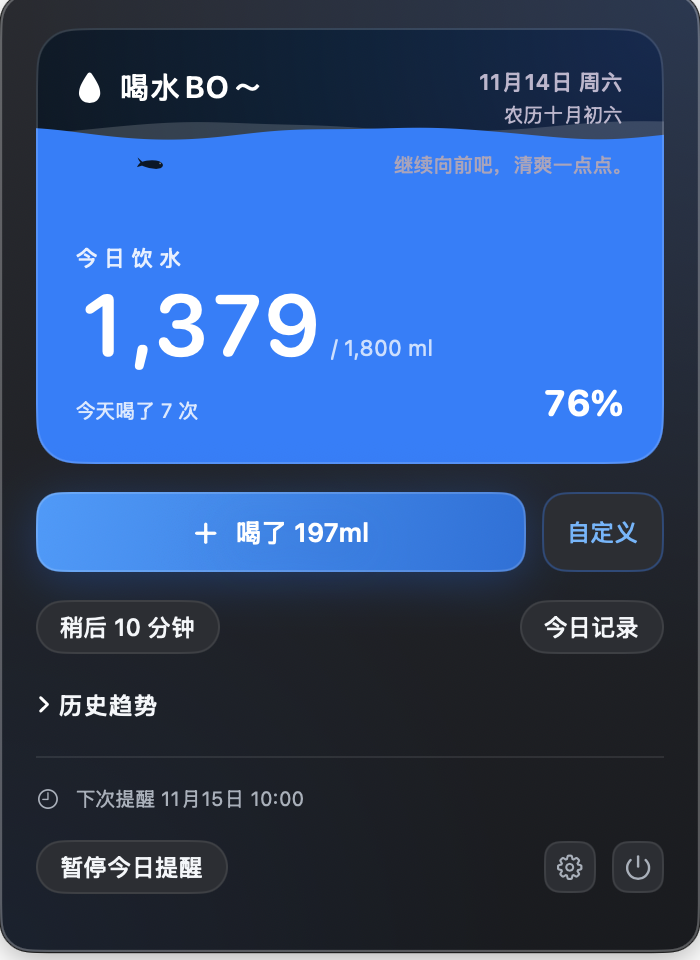 喝水 BO ～
11月14日 周六
农历十月初六
继续向前吧，清爽一点点。
今日饮水
1,379 / 1,800 ml
今天喝了 7 次
76%
＋ 喝了 197ml
自定义
稍后 10 分钟
今日记录
历史趋势
下次提醒 11月15日 10:00
暂停今日提醒